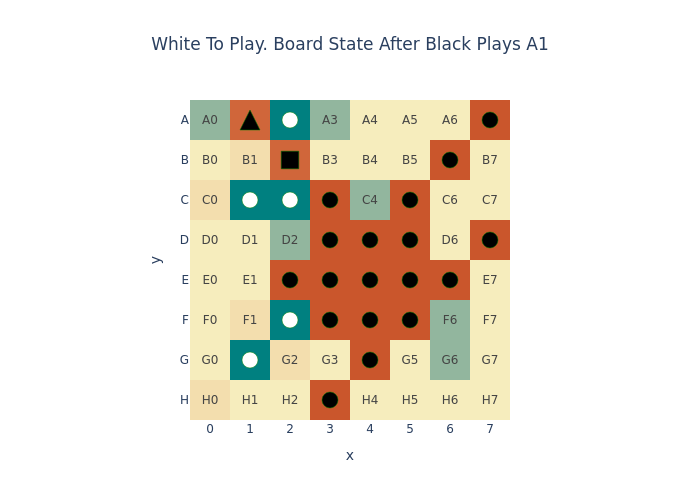 White To Play. Board State After Black Plays A1
A A0 A3 A4 A5 A6
B B0 B1 B3 B4 B5 B7
C C0 C4 C6 C7
D D0 D1 D2 D6
E E0 E1 E7
F F0 F1 F6 F7
G G0 G2 G3 G5 G6 G7
H H0 H1 H2 H4 H5 H6 H7
0 1 2 3 4 5 6 7
x
y